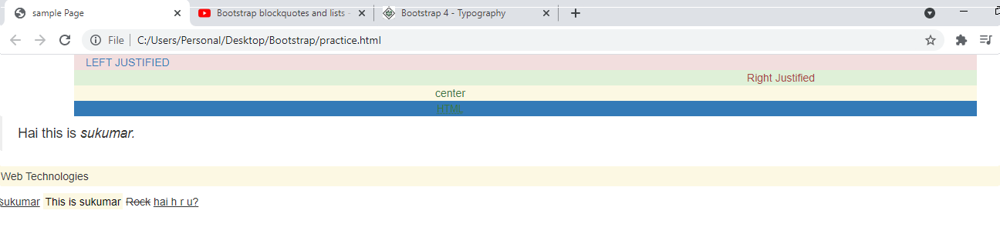 sample Page
Bootstrap blockquotes and lists -
Bootstrap 4 - Typography
File C:/Users/Personal/Desktop/Bootstrap/practice.html
LEFT JUSTIFIED
Right Justified
center
HTML
Hai this is sukumar.
Web Technologies
sukumar This is sukumar Rock hai h r u?